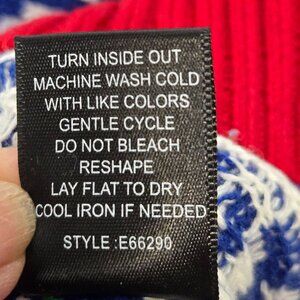 TURN INSIDE OUT
MACHINE WASH COLD
WITH LIKE COLORS
GENTLE CYCLE
DO NOT BLEACH
RESHAPE
LAY FLAT TO DRY
COOL IRON IF NEEDED
STYLE :E66290